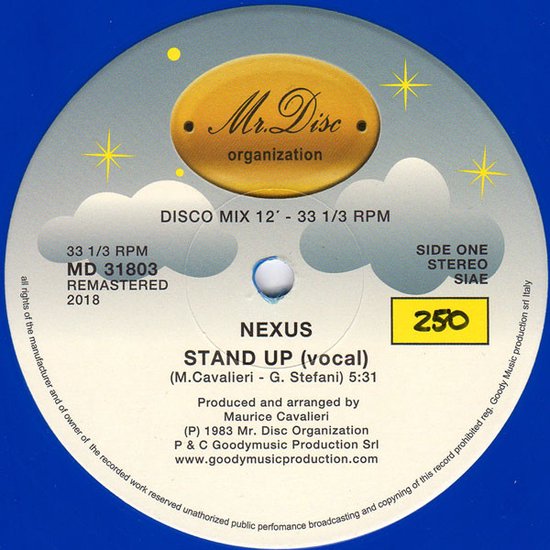 Mr. Disc
organization
DISCO MIX 12´ - 33 1/3 RPM
33 1/3 RPM
MD 31803
REMASTERED
2018
SIDE ONE
STEREO
SIAE
250
NEXUS
STAND UP (vocal)
(M.Cavalieri - G. Stefani) 5:31
Produced and arranged by
Maurice Cavalieri
(P) 1983 Mr. Disc Organization
P & C Goodymusic Production Srl
www.goodymusicproduction.com
all rights of the manufacturer and of owner of the recorded work reserved unauthorized public perfomance broadcasting and copyning of this record prohibited reg. Goody Music production srl Italy